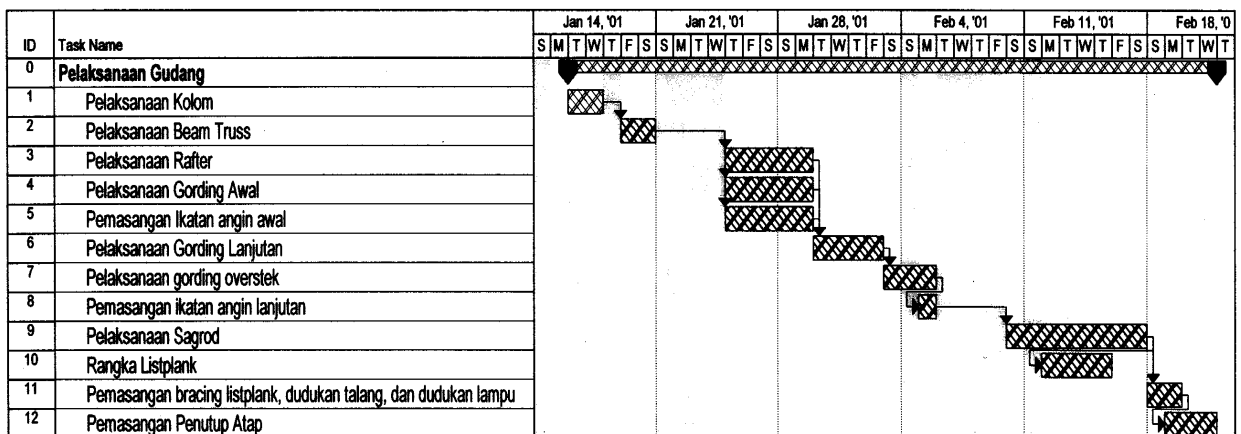 Jan 14, '01 Jan 21, '01 Jan 28, '01 Feb 4, '01 Feb 11, '01 Feb 18, '0
ID Task Name S M T W T F S S M T W T F S S M T W T F S S M T W T F S S M T W T F S S M T W T
0 Pelaksanaan Gudang
1 Pelaksanaan Kolom
2 Pelaksanaan Beam Truss
3 Pelaksanaan Rafter
4 Pelaksanaan Gording Awal
5 Pemasangan Ikatan angin awal
6 Pelaksanaan Gording Lanjutan
7 Pelaksanaan gording overstek
8 Pemasangan ikatan angin lanjutan
9 Pelaksanaan Sagrod
10 Rangka Listplank
11 Pemasangan bracing listplank, dudukan talang, dan dudukan lampu
12 Pemasangan Penutup Atap